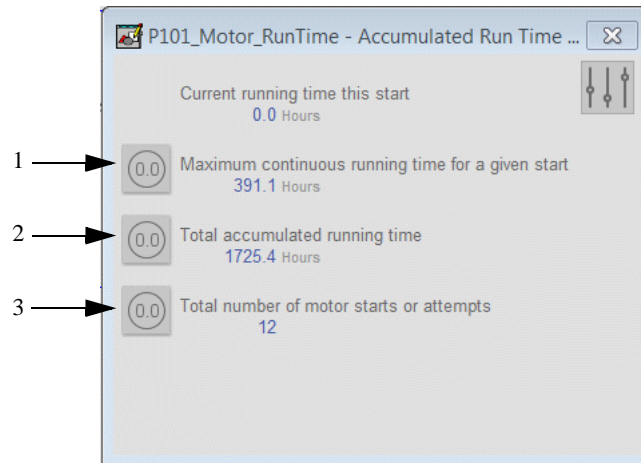 P101_Motor_RunTime - Accumulated Run Time ...
Current running time this start
0.0 Hours
1
0.0
Maximum continuous running time for a given start
391.1 Hours
2
0.0
Total accumulated running time
1725.4 Hours
3
0.0
Total number of motor starts or attempts
12